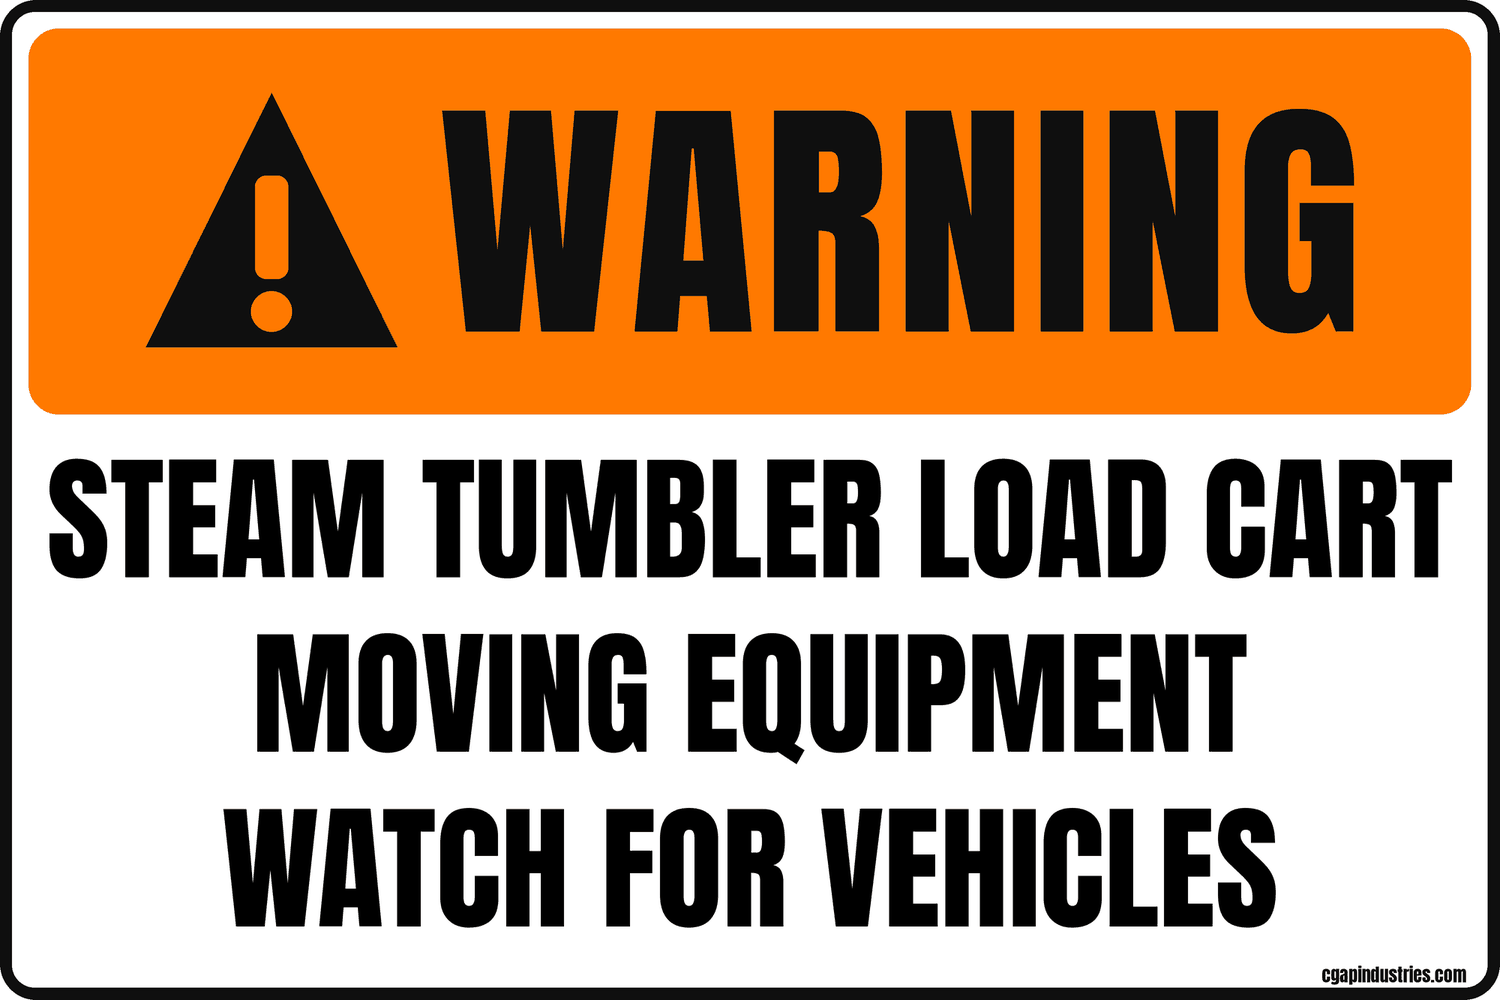 WARNING
STEAM TUMBLER LOAD CART
MOVING EQUIPMENT
WATCH FOR VEHICLES
cgapindustries.com